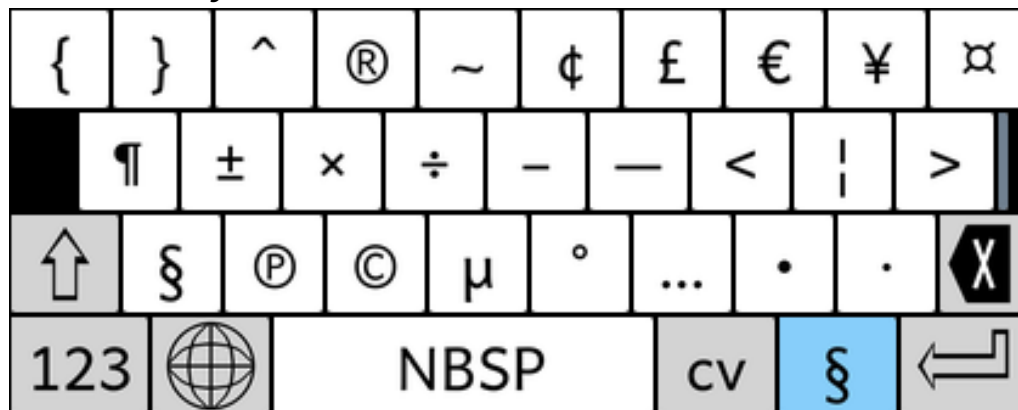 { } ^ ® ~ ¢ £ € ¥ ¤
¶ ± × ÷ – — < ¦ >
§ ℗ © µ ° … • ·
123 NBSP cv §